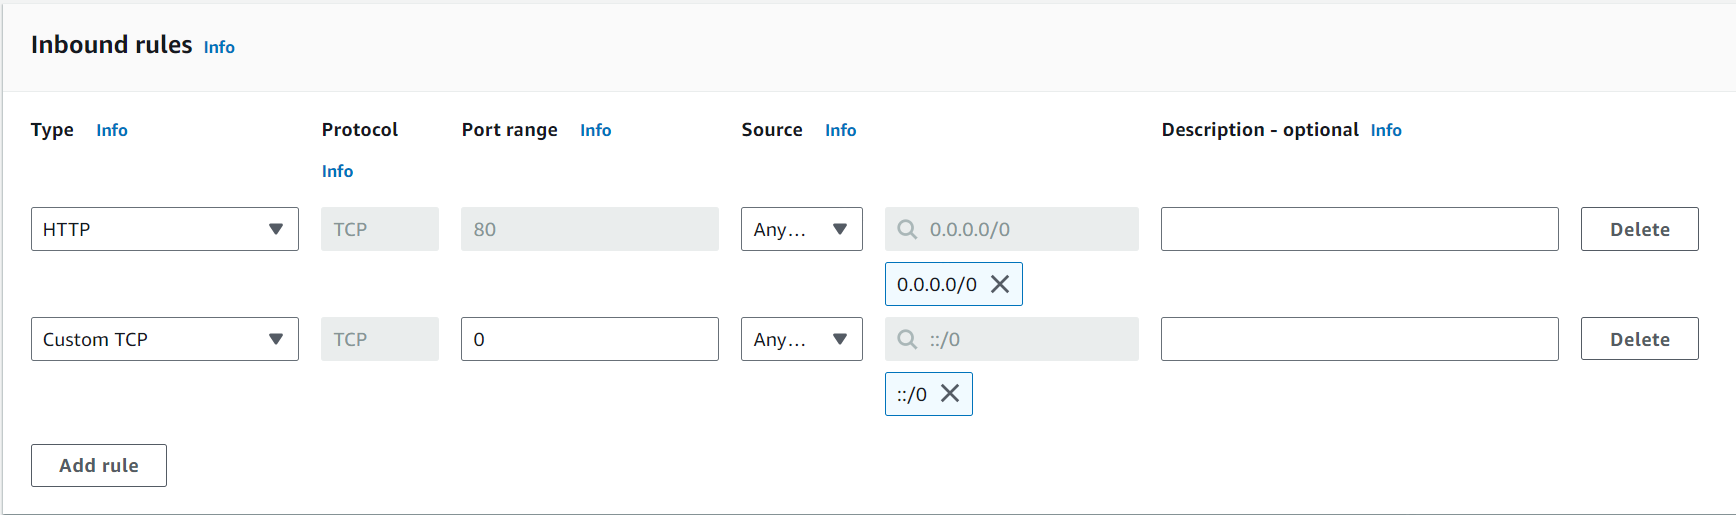 Inbound rules Info
Type Info Protocol Info Port range Info Source Info Description - optional Info
HTTP TCP 80 Any... 0.0.0.0/0 Delete
0.0.0.0/0
Custom TCP TCP 0 Any... ::/0 Delete
::/0
Add rule